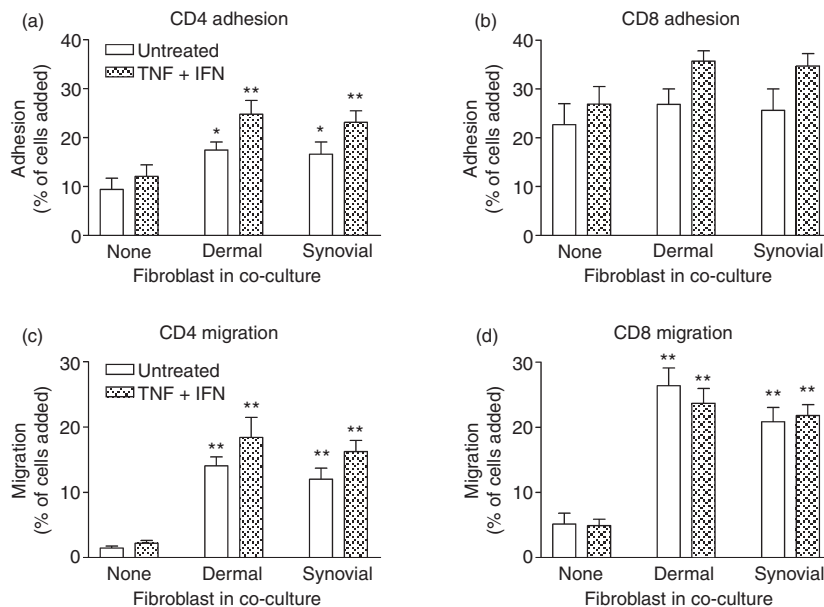 (a)
CD4 adhesion
Untreated
TNF + IFN
Adhesion
(% of cells added)
40
30
20
10
0
*
**
*
**
None Dermal Synovial
Fibroblast in co-culture
(b)
CD8 adhesion
Adhesion
(% of cells added)
40
30
20
10
0
None Dermal Synovial
Fibroblast in co-culture
(c)
CD4 migration
Untreated
TNF + IFN
Migration
(% of cells added)
30
20
10
0
**
**
**
**
None Dermal Synovial
Fibroblast in co-culture
(d)
CD8 migration
Migration
(% of cells added)
30
20
10
0
**
**
**
**
None Dermal Synovial
Fibroblast in co-culture